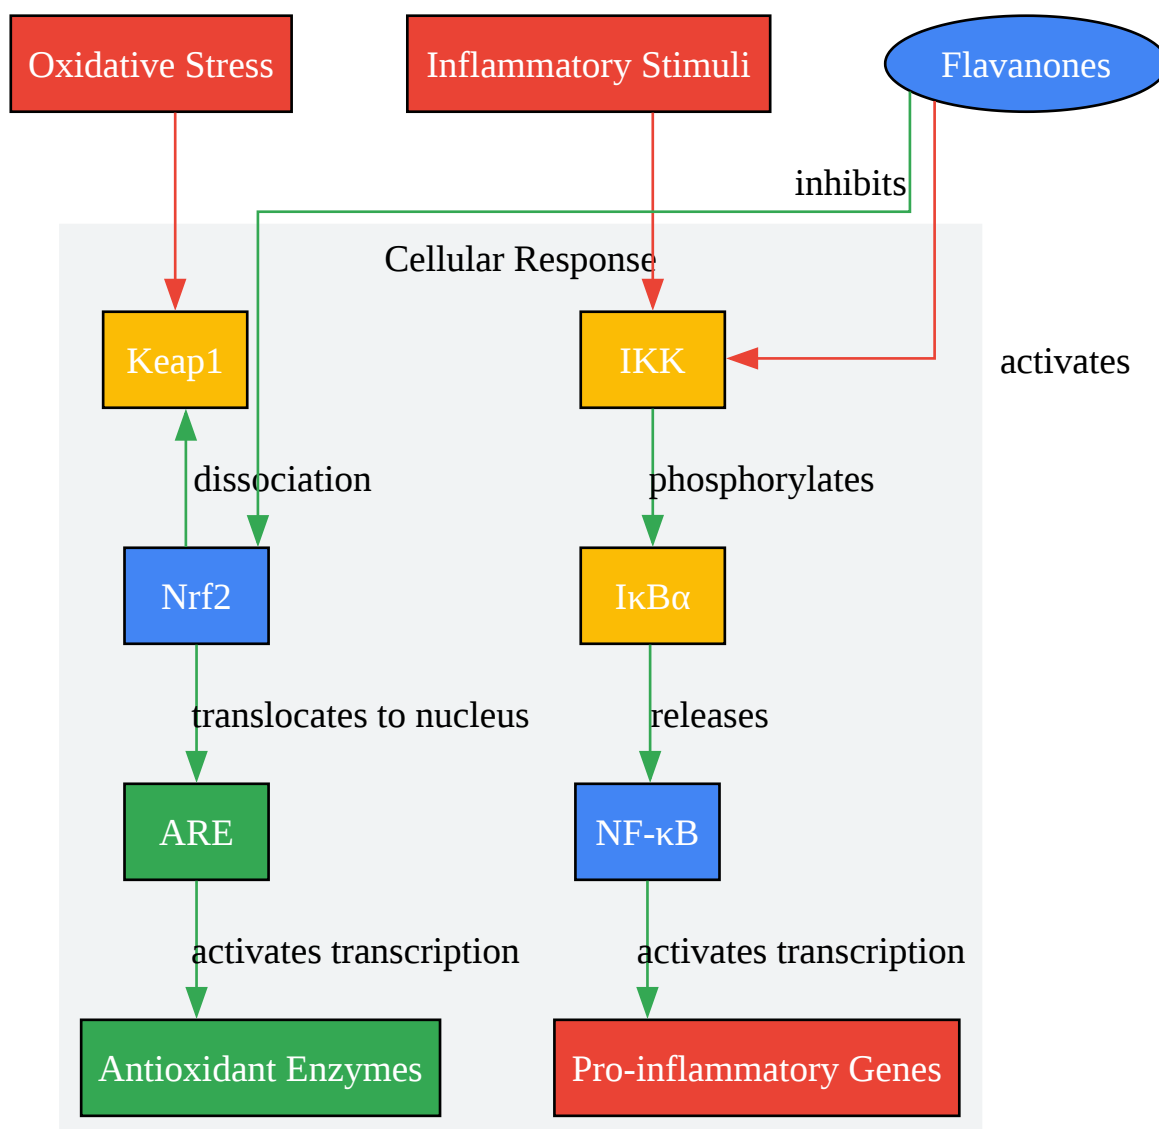 Oxidative Stress
Inflammatory Stimuli
Flavanones
inhibits
Cellular Response
Keap1
IKK
activates
dissociation
phosphorylates
Nrf2
IκBα
translocates to nucleus
releases
ARE
NF-κB
activates transcription
activates transcription
Antioxidant Enzymes
Pro-inflammatory Genes